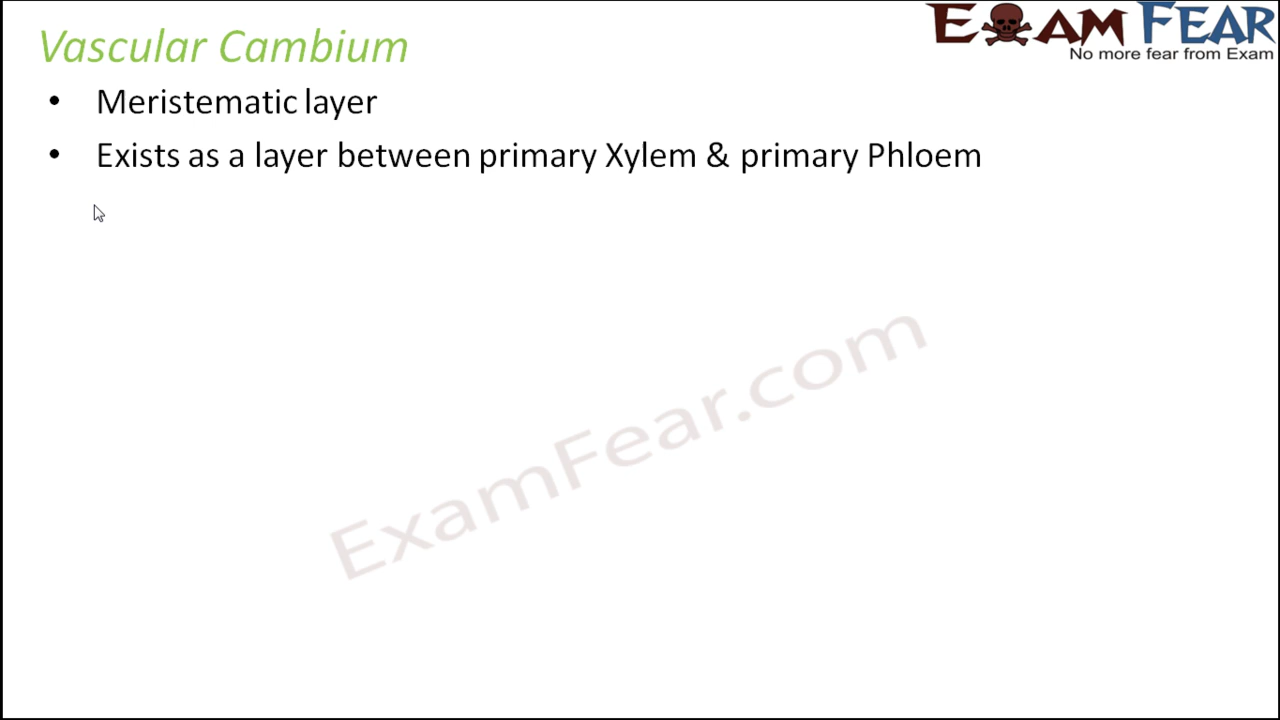 Vascular Cambium
EXAM FEAR
No more fear from Exam
• Meristematic layer
• Exists as a layer between primary Xylem & primary Phloem
ExamFear.com